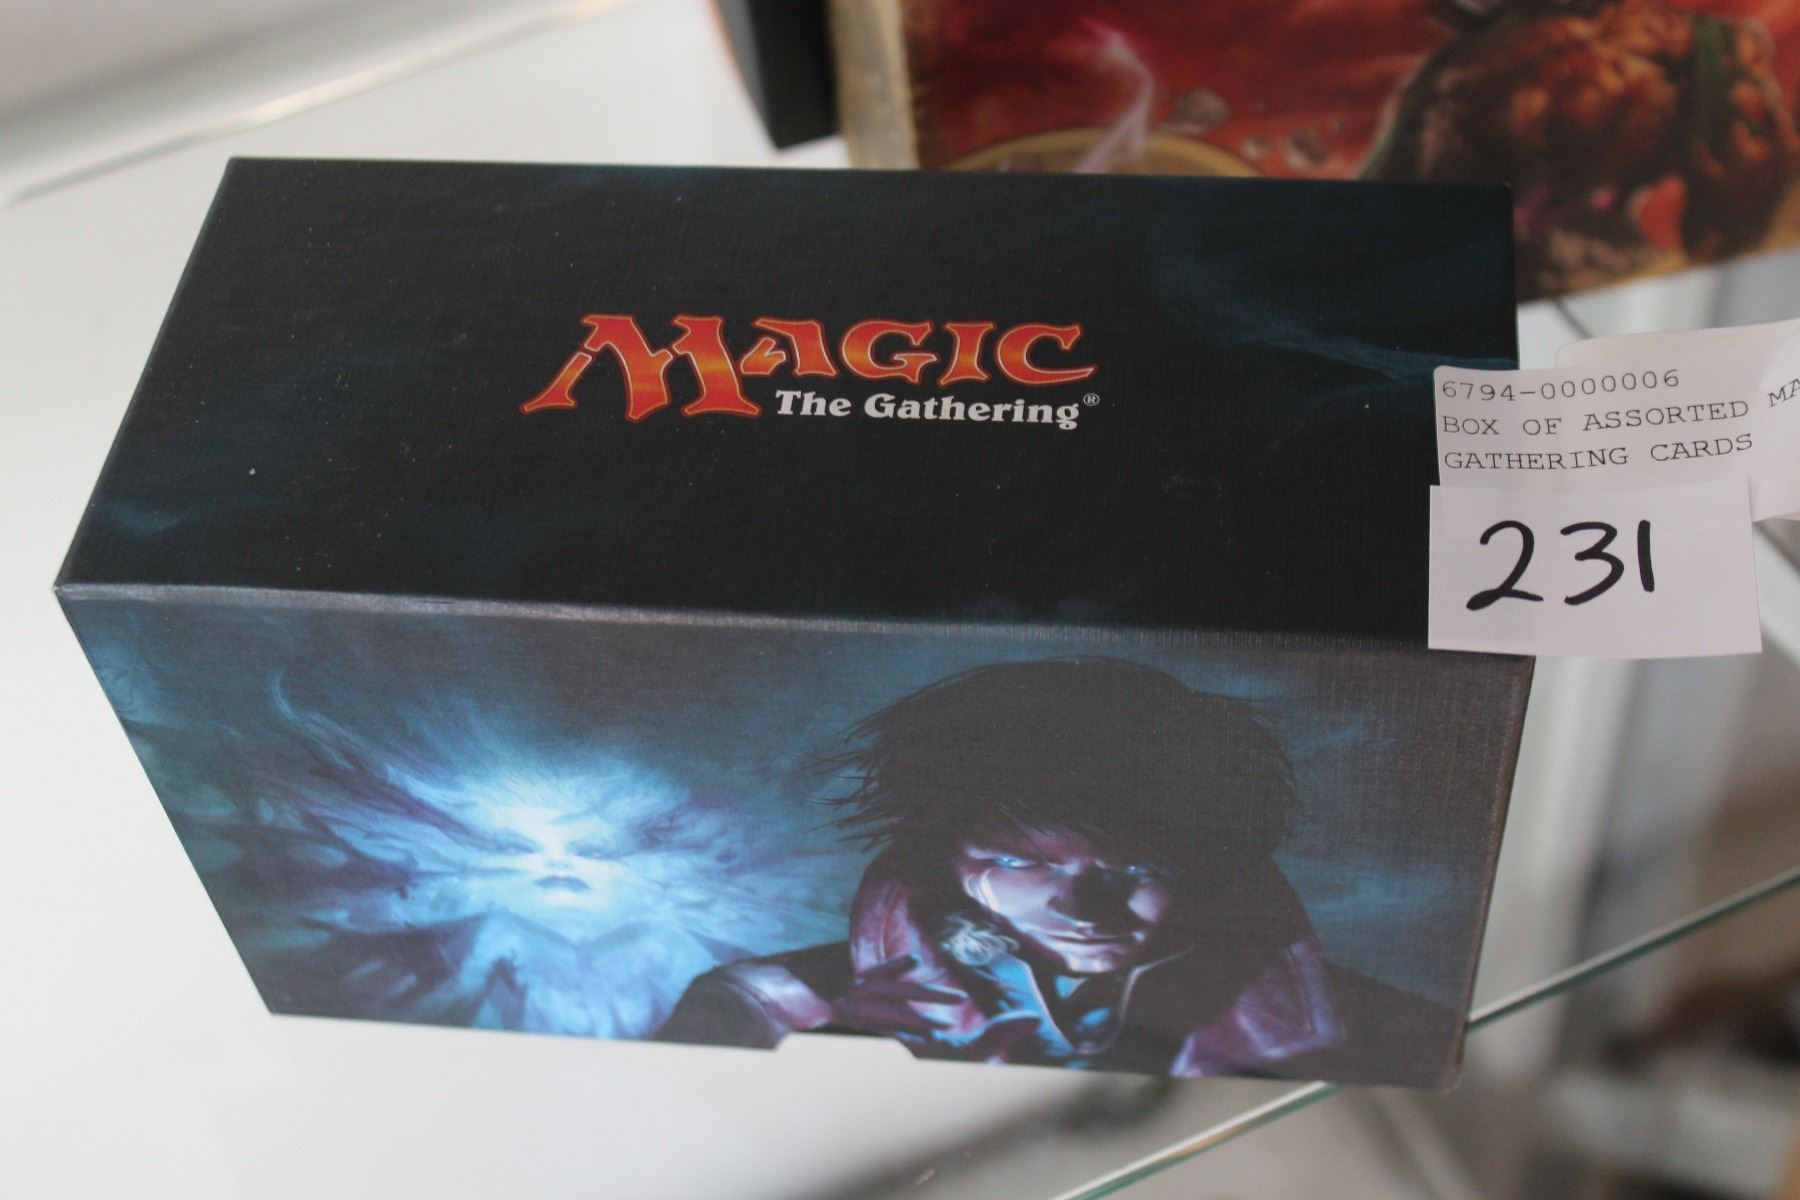 MAGIC
The Gathering®
6794-0000006
BOX OF ASSORTED MA
GATHERING CARDS
231